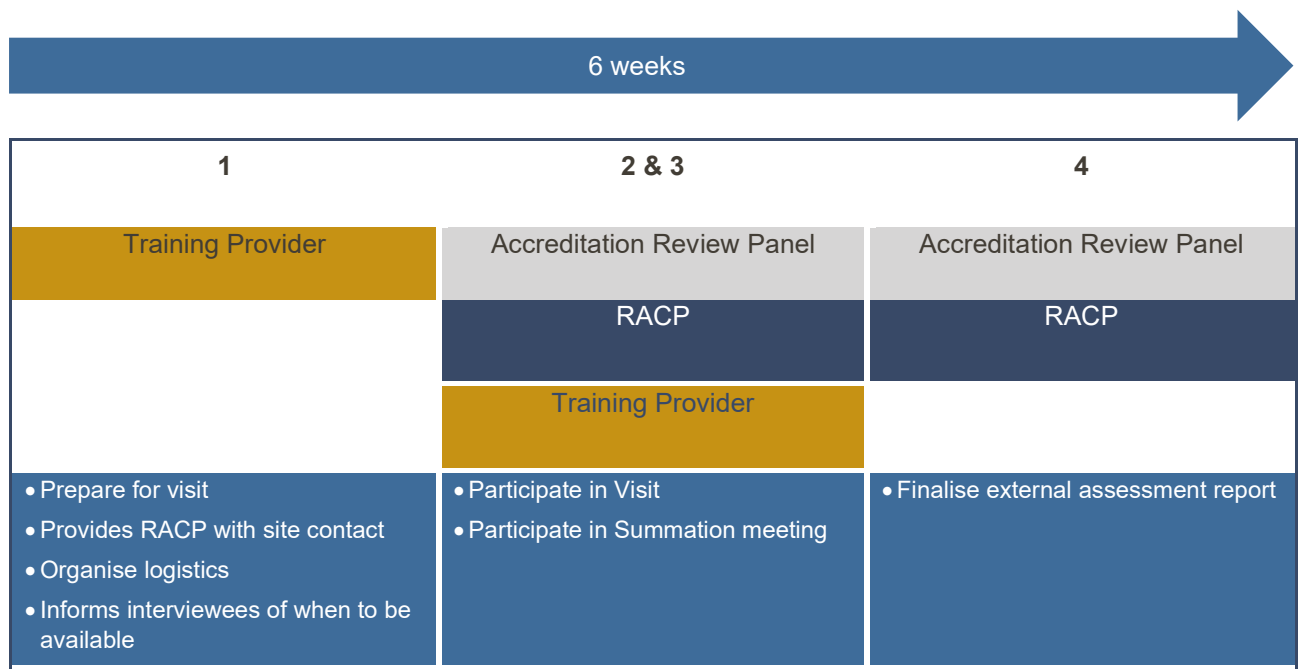 6 weeks
1
2 & 3
4
Training Provider
Accreditation Review Panel
Accreditation Review Panel
RACP
RACP
Training Provider
• Prepare for visit
• Provides RACP with site contact
• Organise logistics
• Informs interviewees of when to be
available
• Participate in Visit
• Participate in Summation meeting
• Finalise external assessment report